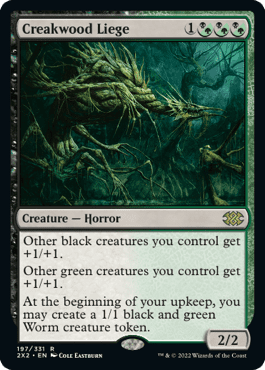 Creakwood Liege 1
Creature — Horror
Other black creatures you control get
+1/+1.
Other green creatures you control get
+1/+1.
At the beginning of your upkeep, you
may create a 1/1 black and green
Worm creature token.
2/2
197/331 R
2X2 • EN Cole Eastburn
™ & © 2022 Wizards of the Coast